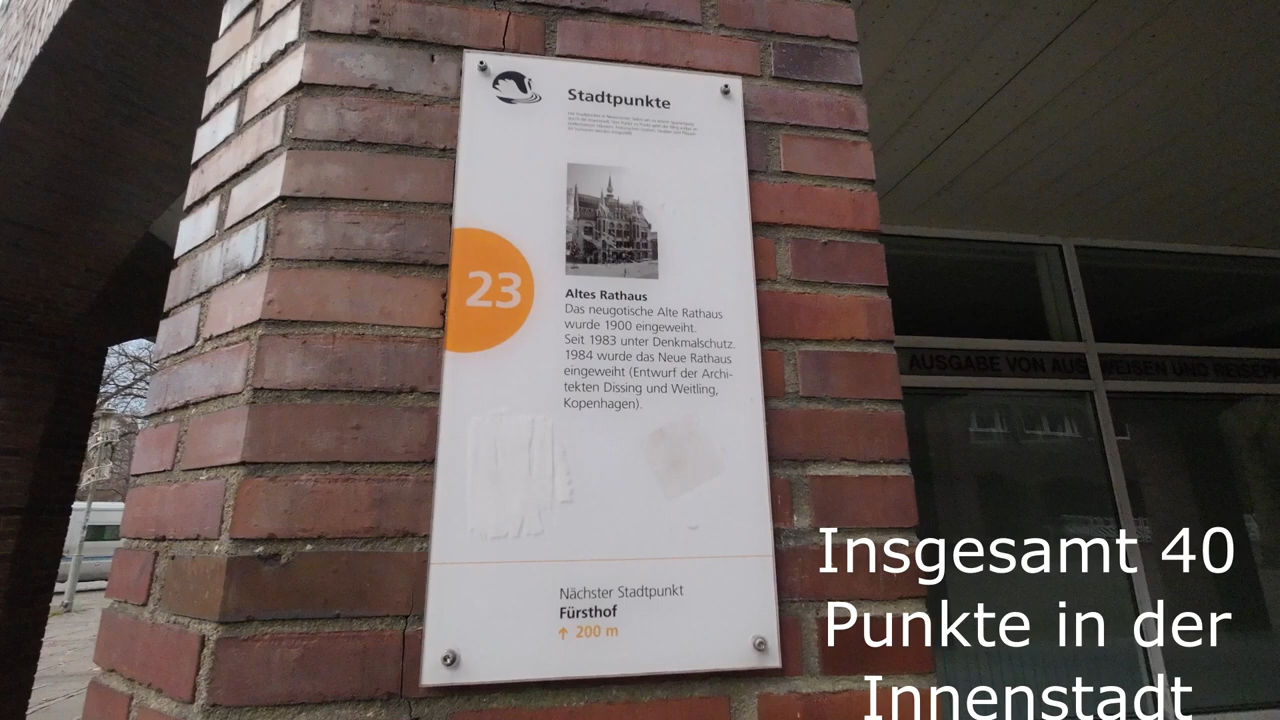 Stadtpunkte
23
Altes Rathaus
Das neugotische Alte Rathaus
wurde 1900 eingeweiht.
Seit 1983 unter Denkmalschutz.
1984 wurde das Neue Rathaus
eingeweiht (Entwurf der Archi-
tekten Dissing und Weitling,
Kopenhagen).
Nächster Stadtpunkt
Fürsthof
↑ 200 m
AUSGABE VON AUSWEISEN UND
Insgesamt 40
Punkte in der
Innenstadt